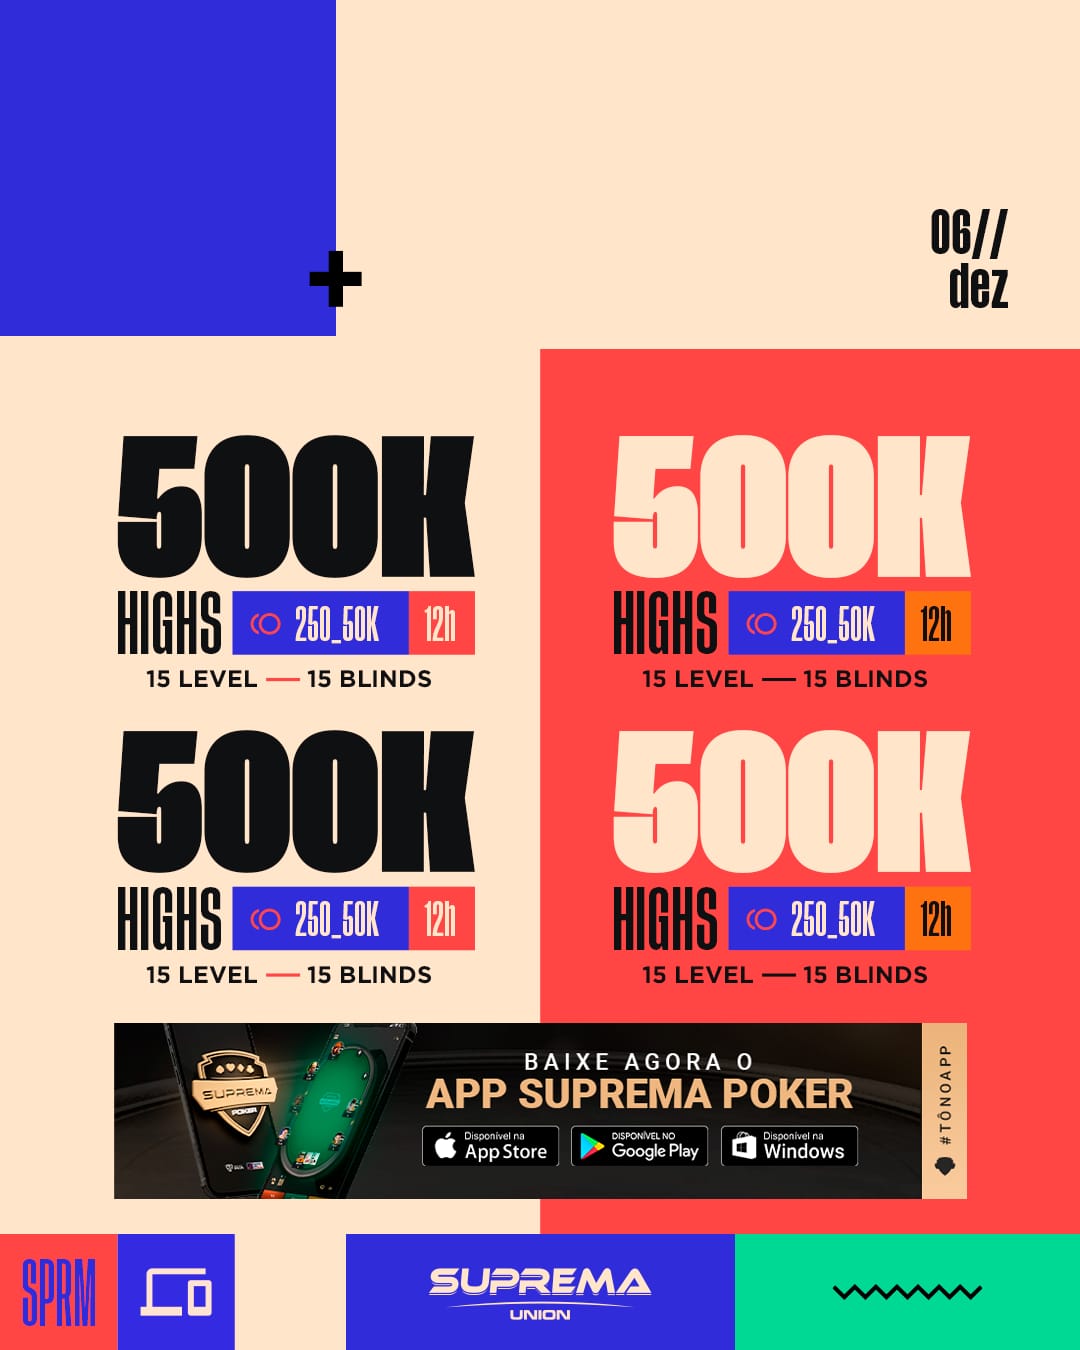 06//
dez
500K
HIGHS 250_50K 12h
15 LEVEL — 15 BLINDS
500K
HIGHS 250_50K 12h
15 LEVEL — 15 BLINDS
500K
HIGHS 250_50K 12h
15 LEVEL — 15 BLINDS
500K
HIGHS 250_50K 12h
15 LEVEL — 15 BLINDS
SUPREMA
POKER
BAIXE AGORA O
APP SUPREMA POKER
Disponível na
App Store
DISPONÍVEL NO
Google Play
Disponível na
Windows
#TÔNOAPP
SPRM
SUPREMA
UNION